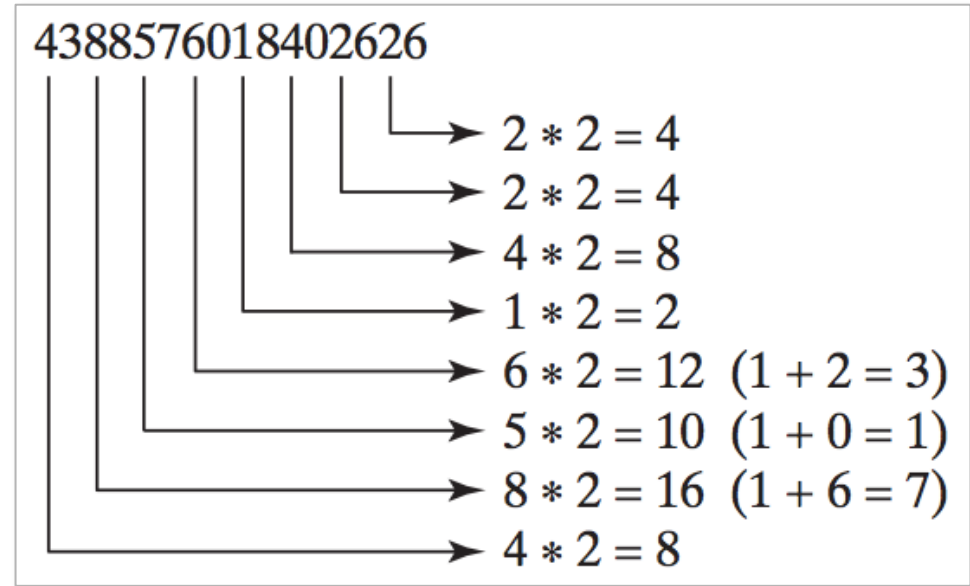 4388576018402626
2 * 2 = 4
2 * 2 = 4
4 * 2 = 8
1 * 2 = 2
6 * 2 = 12 (1 + 2 = 3)
5 * 2 = 10 (1 + 0 = 1)
8 * 2 = 16 (1 + 6 = 7)
4 * 2 = 8